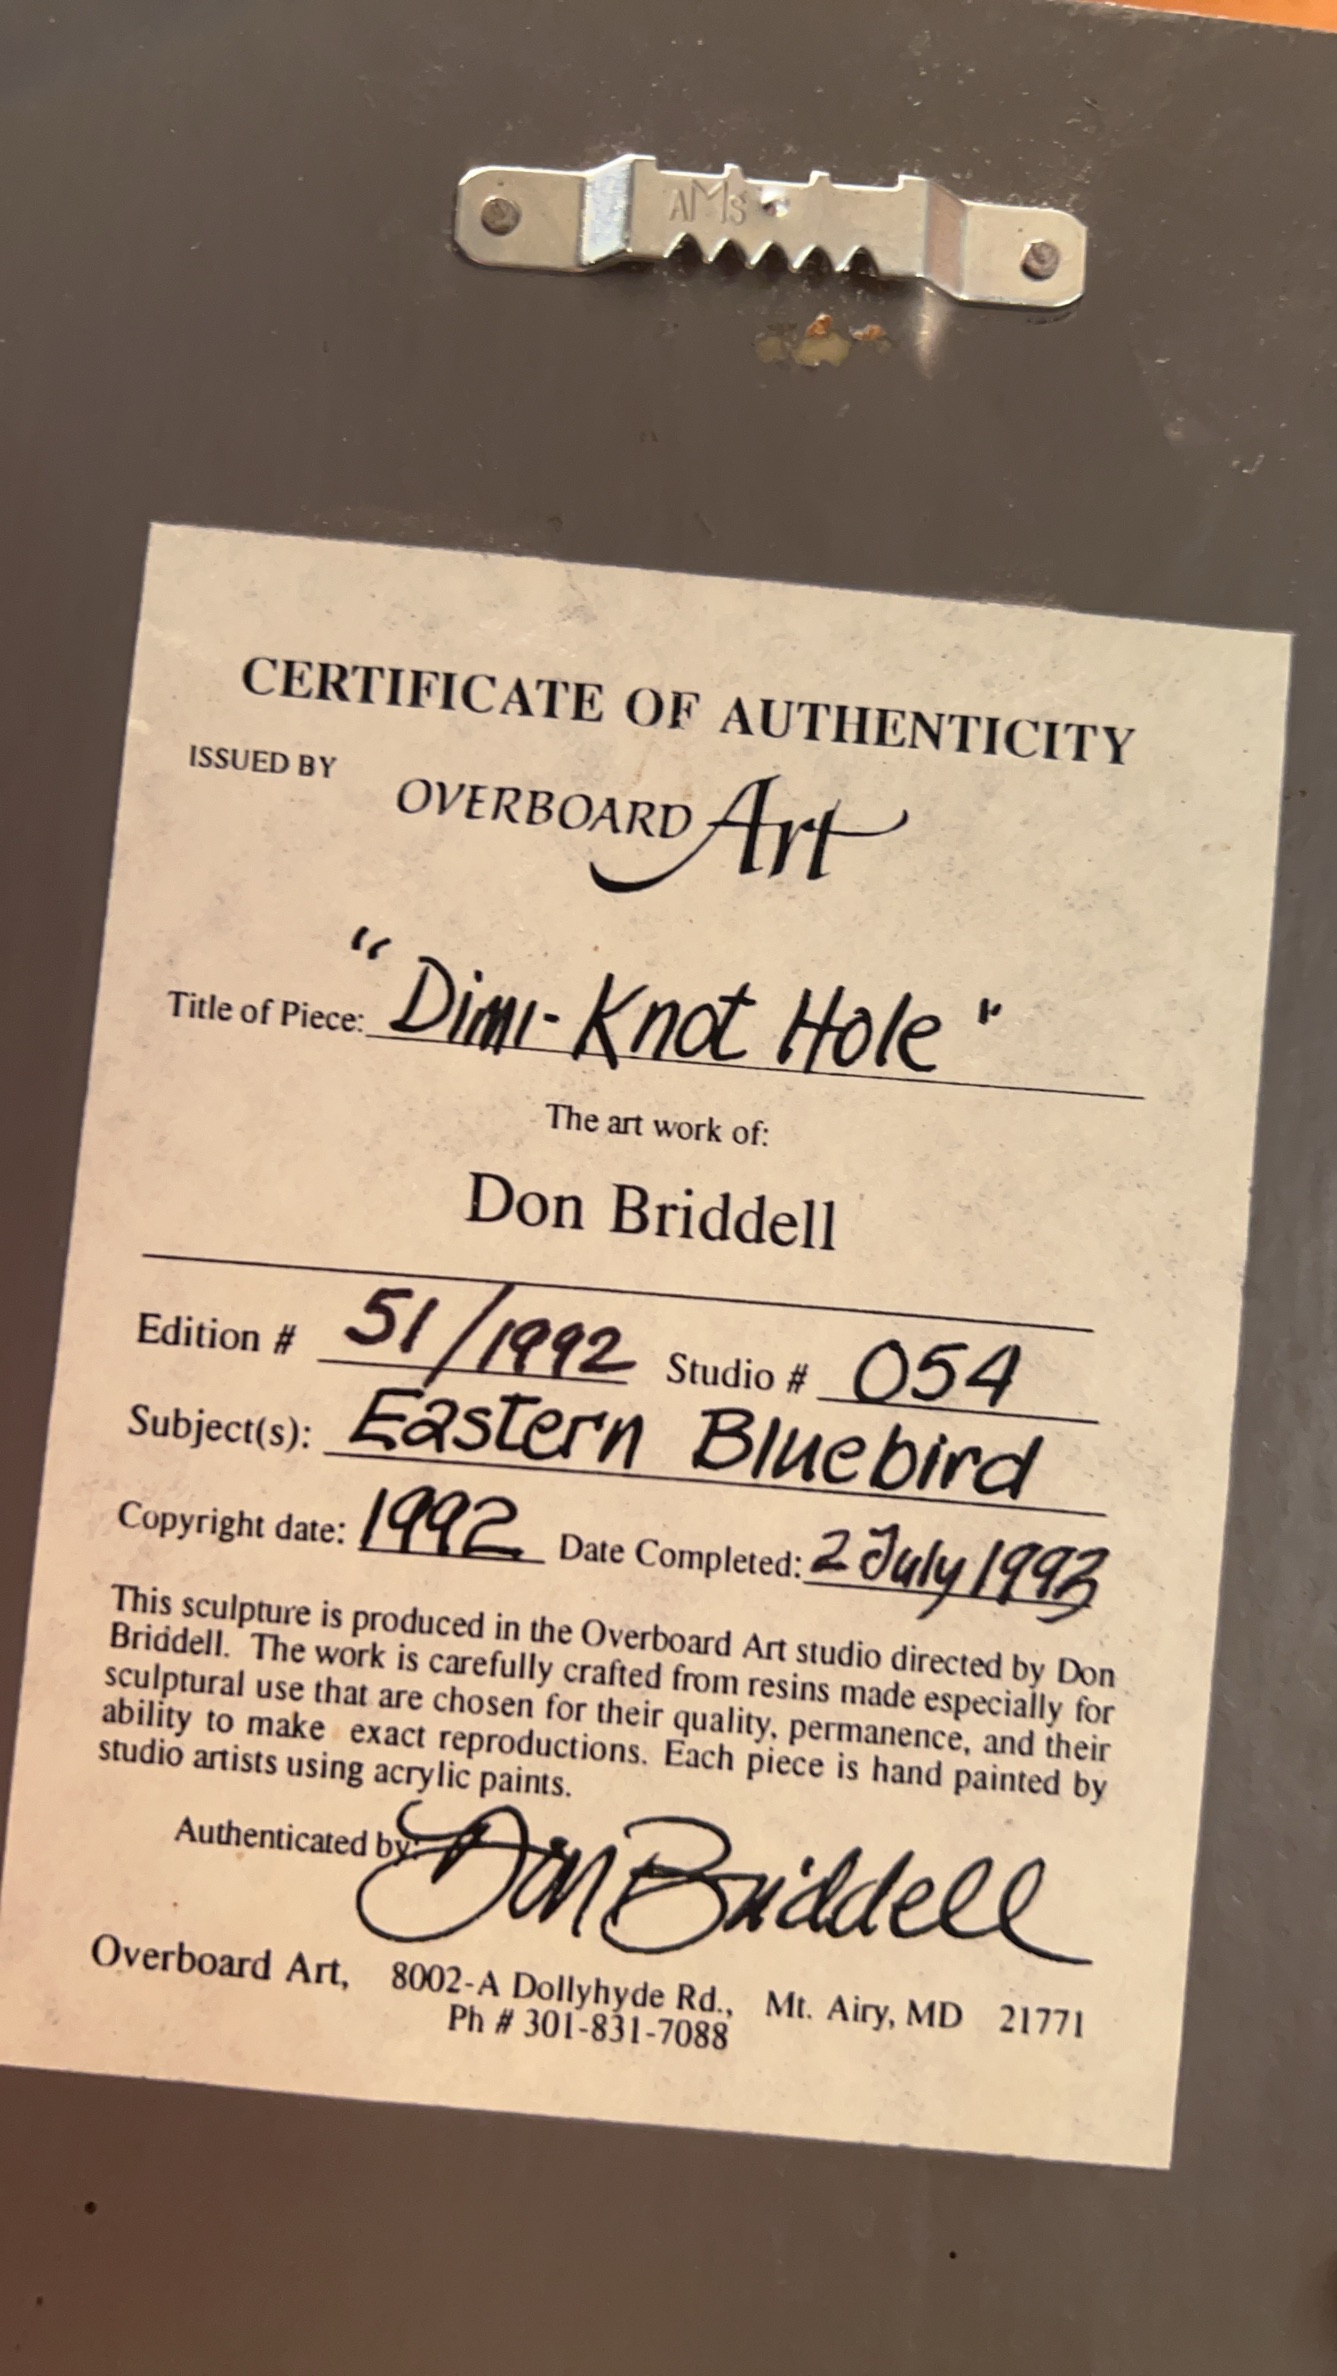 AMS
CERTIFICATE OF AUTHENTICITY
ISSUED BY
OVERBOARD Art
Title of Piece: "Dimi-Knot Hole"
The art work of:
Don Briddell
Edition # 51/1992 Studio # 054
Subject(s): Eastern Bluebird
Copyright date: 1992 Date Completed: 2 July 1993
This sculpture is produced in the Overboard Art studio directed by Don
Briddell. The work is carefully crafted from resins made especially for
sculptural use that are chosen for their quality, permanence, and their
ability to make exact reproductions. Each piece is hand painted by
studio artists using acrylic paints.
Authenticated by: Don Briddell
Overboard Art, 8002-A Dollyhyde Rd., Mt. Airy, MD 21771
Ph # 301-831-7088